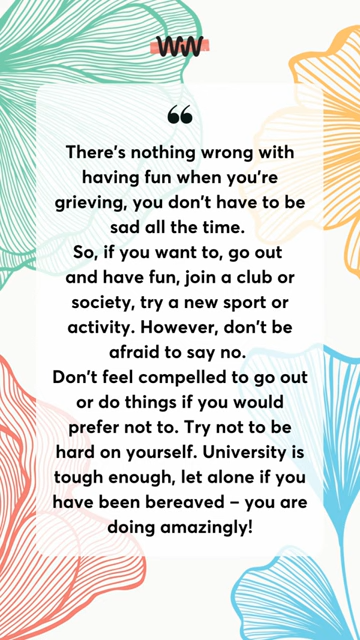 WW
❝
There's nothing wrong with
having fun when you're
grieving, you don't have to be
sad all the time.
So, if you want to, go out
and have fun, join a club or
society, try a new sport or
activity. However, don't be
afraid to say no.
Don't feel compelled to go out
or do things if you would
prefer not to. Try not to be
hard on yourself. University is
tough enough, let alone if you
have been bereaved – you are
doing amazingly!